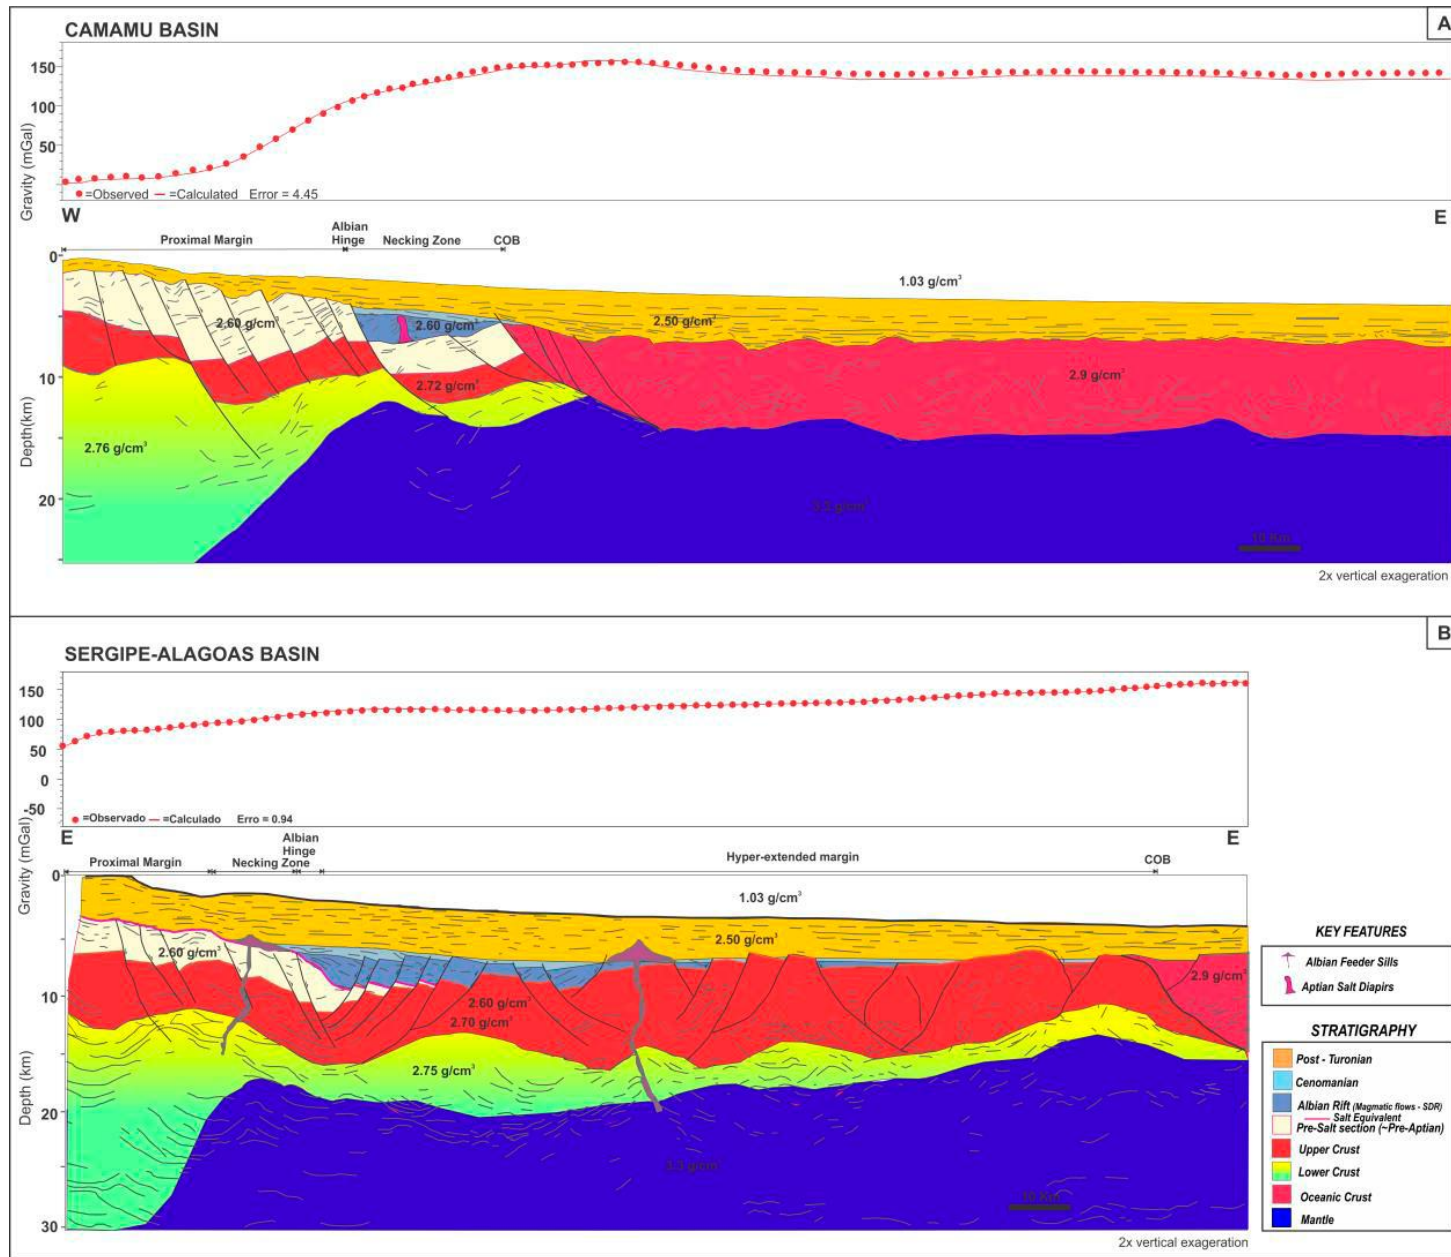 CAMAMU BASIN
A
150
100
50
Gravity (mGal)
=Observed =Calculated Error = 4.45
W
E
Proximal Margin
Albian
Hinge
Necking Zone
COB
0
10
20
Depth(km)
1.03 g/cm³
2.60 g/cm³
2.60 g/cm³
2.50 g/cm³
2.72 g/cm³
2.9 g/cm³
2.76 g/cm³
10 Km
2x vertical exageration
SERGIPE-ALAGOAS BASIN
B
150
100
50
0
-50
Gravity (mGal)
=Observado =Calculado Erro = 0.94
E
E
Proximal Margin
Necking Zone
Albian
Hinge
Hyper-extended margin
COB
0
10
20
30
Depth (km)
1.03 g/cm³
2.60 g/cm³
2.50 g/cm³
2.9 g/cm³
2.60 g/cm³
2.70 g/cm³
2.75 g/cm³
3.3 g/cm³
10 Km
2x vertical exageration
KEY FEATURES
Albian Feeder Sills
Aptian Salt Diapirs
STRATIGRAPHY
Post - Turonian
Cenomanian
Albian Rift (Magmatic flows - SDR)
Salt Equivalent
Pre-Salt section (~Pre-Aptian)
Upper Crust
Lower Crust
Oceanic Crust
Mantle